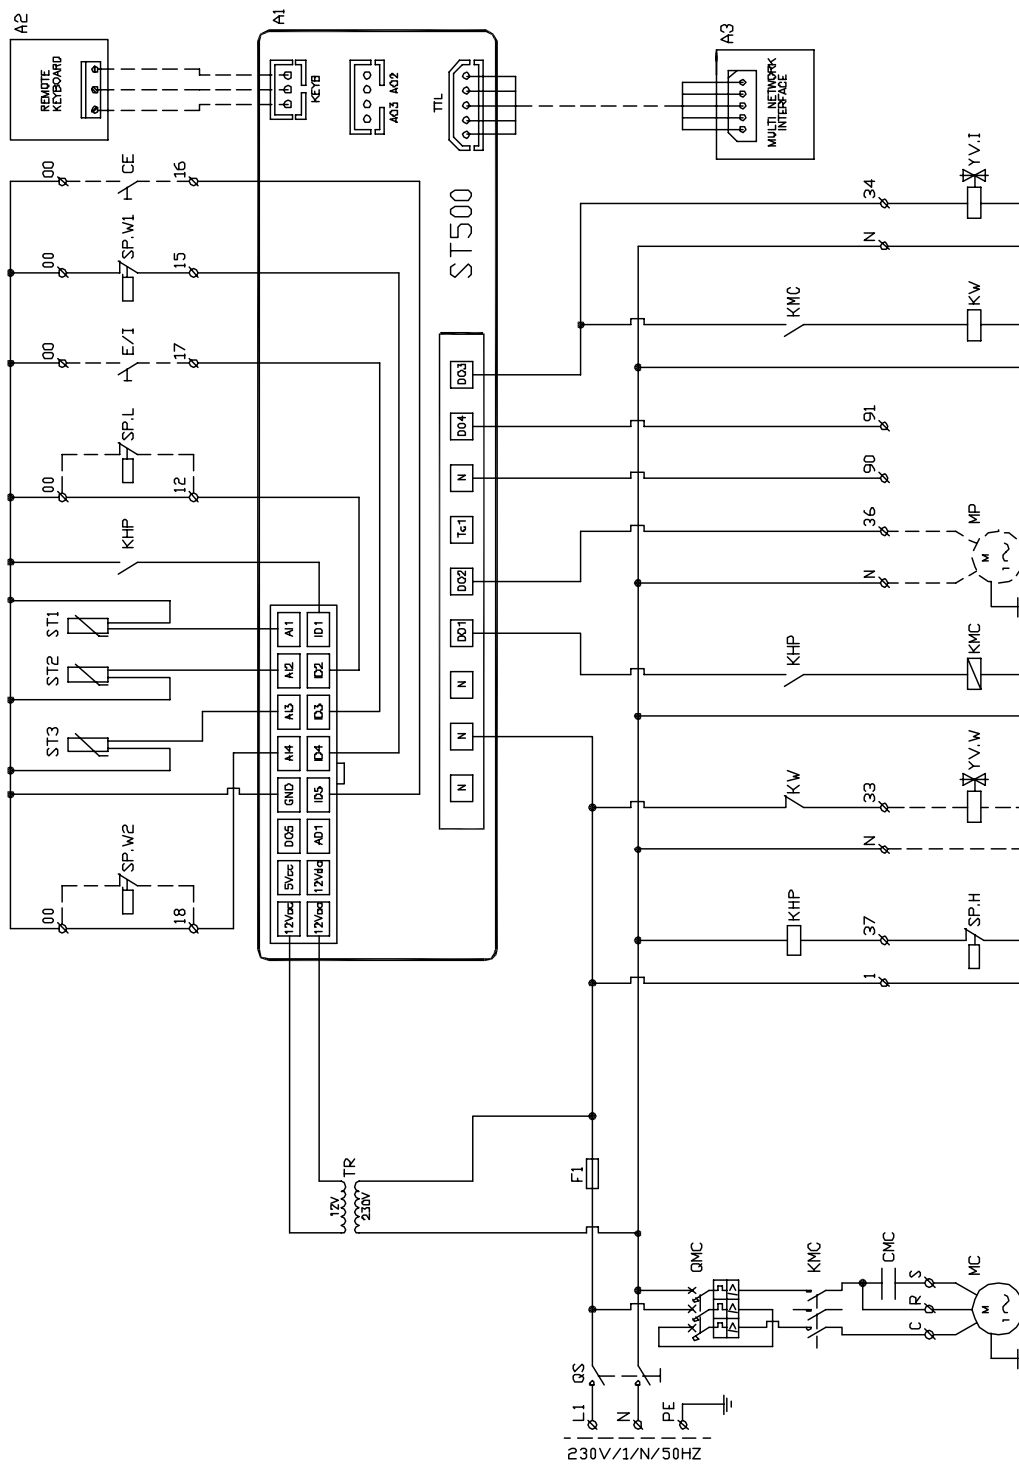 A2
REMOTE
KEYBOARD
A1
KEYB
AO3 AO2
TTL
A3
MULTI NETWORK
INTERFACE
00
CE
16
00
SP.W1
15
00
E/I
17
00
SP.L
12
KHP
ST1
ST2
ST3
00
SP.W2
18
ST500
AI1
AI2
AI3
AI4
GND
DO5
5Vcc
12Vac
ID1
ID2
ID3
ID4
ID5
AD1
12Vdc
12Vac
DO3
DO4
N
Tc1
DO2
DO1
N
N
N
34
YV.I
N
KMC
KW
91
90
36
MP
M
N
KHP
KMC
KW
33
YV.W
N
KHP
37
SP.H
1
TR
12V
230V
F1
QMC
KMC
CMC
S
R
C
MC
M
QS
L1
N
PE
230V/1/N/50HZ